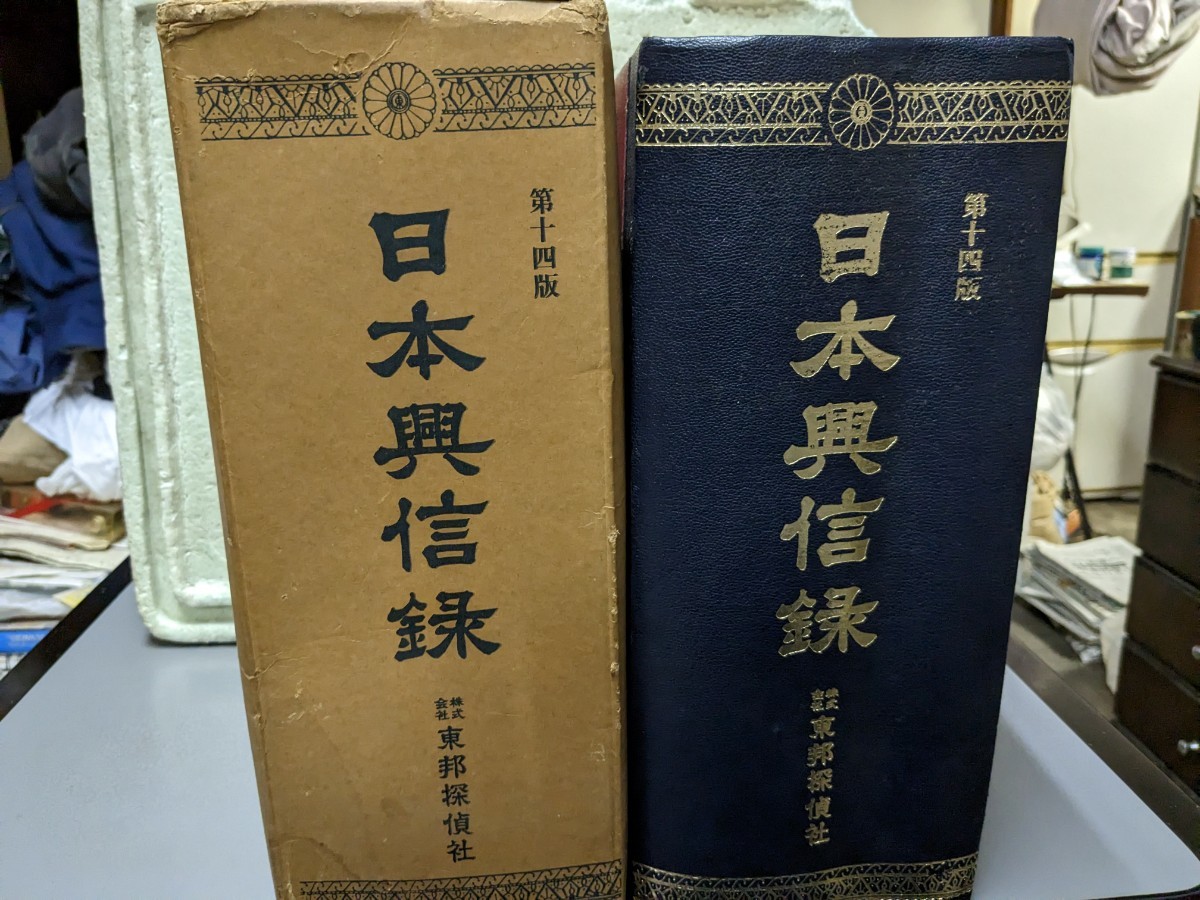 第十四版
日本興信録
株式会社東邦探偵社
第十四版
日本興信録
株式会社東邦探偵社